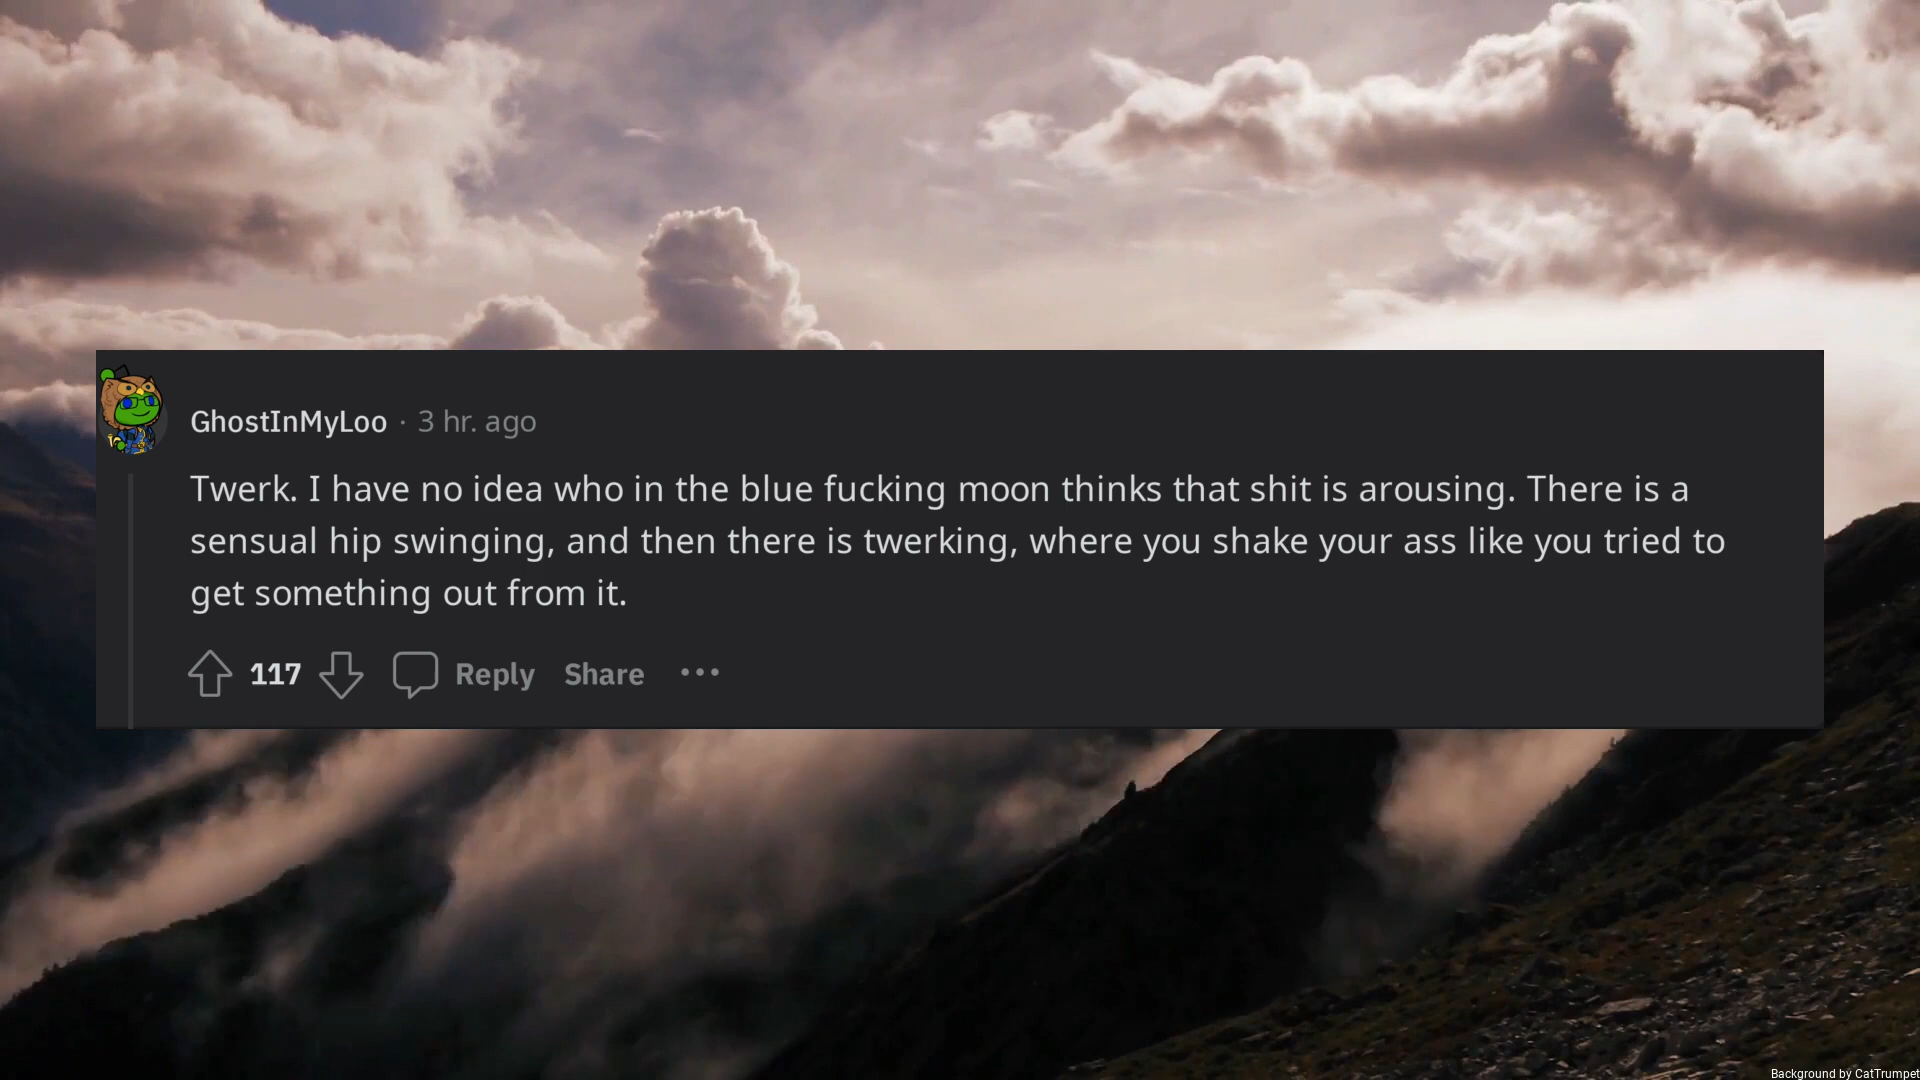 GhostInMyLoo · 3 hr. ago
Twerk. I have no idea who in the blue fucking moon thinks that shit is arousing. There is a
sensual hip swinging, and then there is twerking, where you shake your ass like you tried to
get something out from it.
117 Reply Share ...
Background by CatTrumpet